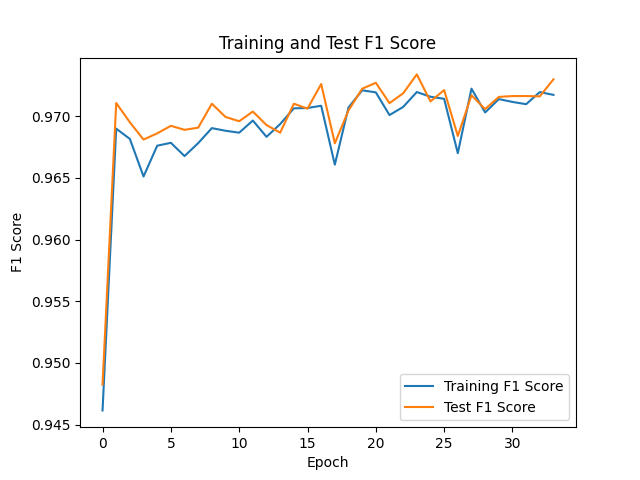 Training and Test F1 Score
F1 Score
0.970
0.965
0.960
0.955
0.950
0.945
0
5
10
15
20
25
30
Epoch
Training F1 Score
Test F1 Score